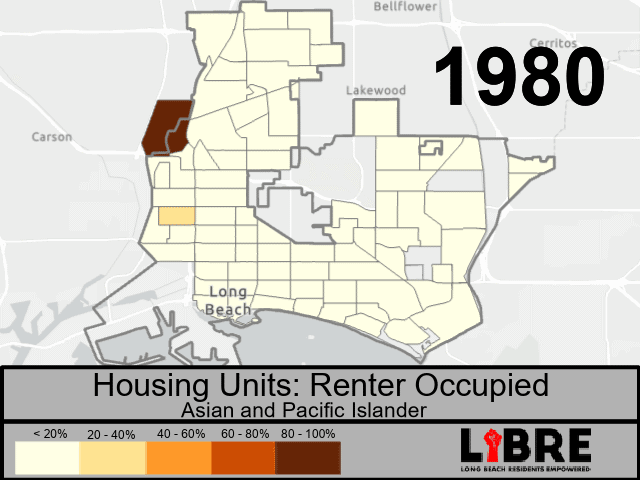 Bellflower
Cerritos
1980
Lakewood
Carson
Long
Beach
Housing Units: Renter Occupied
Asian and Pacific Islander
< 20%
20 - 40%
40 - 60%
60 - 80%
80 - 100%
LIBRE
LONG BEACH RESIDENTS EMPOWERED